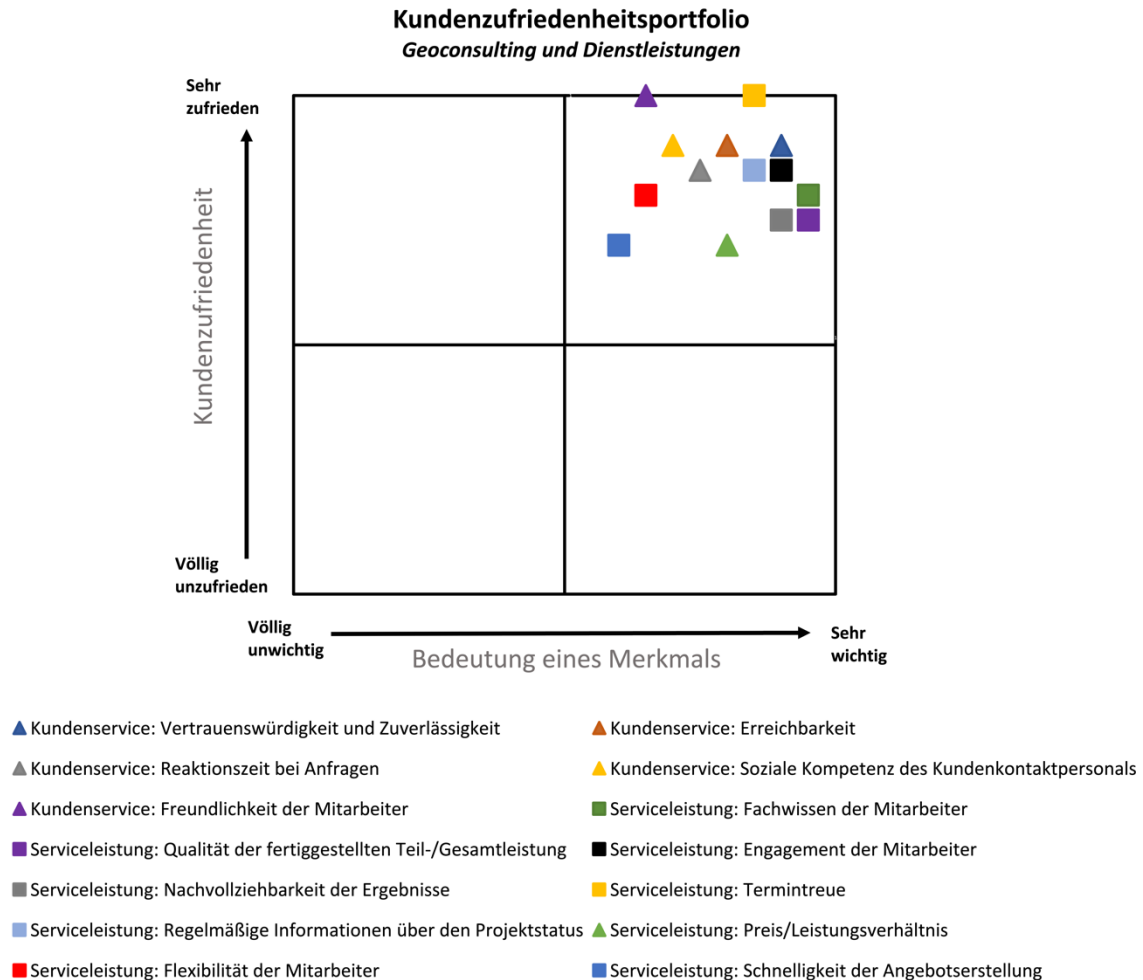 Kundenzufriedenheitsportfolio
Geoconsulting und Dienstleistungen
Sehr
zufrieden
Kundenzufriedenheit
Völlig
unzufrieden
Völlig
unwichtig
Bedeutung eines Merkmals
Sehr
wichtig
Kundenservice: Vertrauenswürdigkeit und Zuverlässigkeit
Kundenservice: Erreichbarkeit
Kundenservice: Reaktionszeit bei Anfragen
Kundenservice: Soziale Kompetenz des Kundenkontaktpersonals
Kundenservice: Freundlichkeit der Mitarbeiter
Serviceleistung: Fachwissen der Mitarbeiter
Serviceleistung: Qualität der fertiggestellten Teil-/Gesamtleistung
Serviceleistung: Engagement der Mitarbeiter
Serviceleistung: Nachvollziehbarkeit der Ergebnisse
Serviceleistung: Termintreue
Serviceleistung: Regelmäßige Informationen über den Projektstatus
Serviceleistung: Preis/Leistungsverhältnis
Serviceleistung: Flexibilität der Mitarbeiter
Serviceleistung: Schnelligkeit der Angebotserstellung